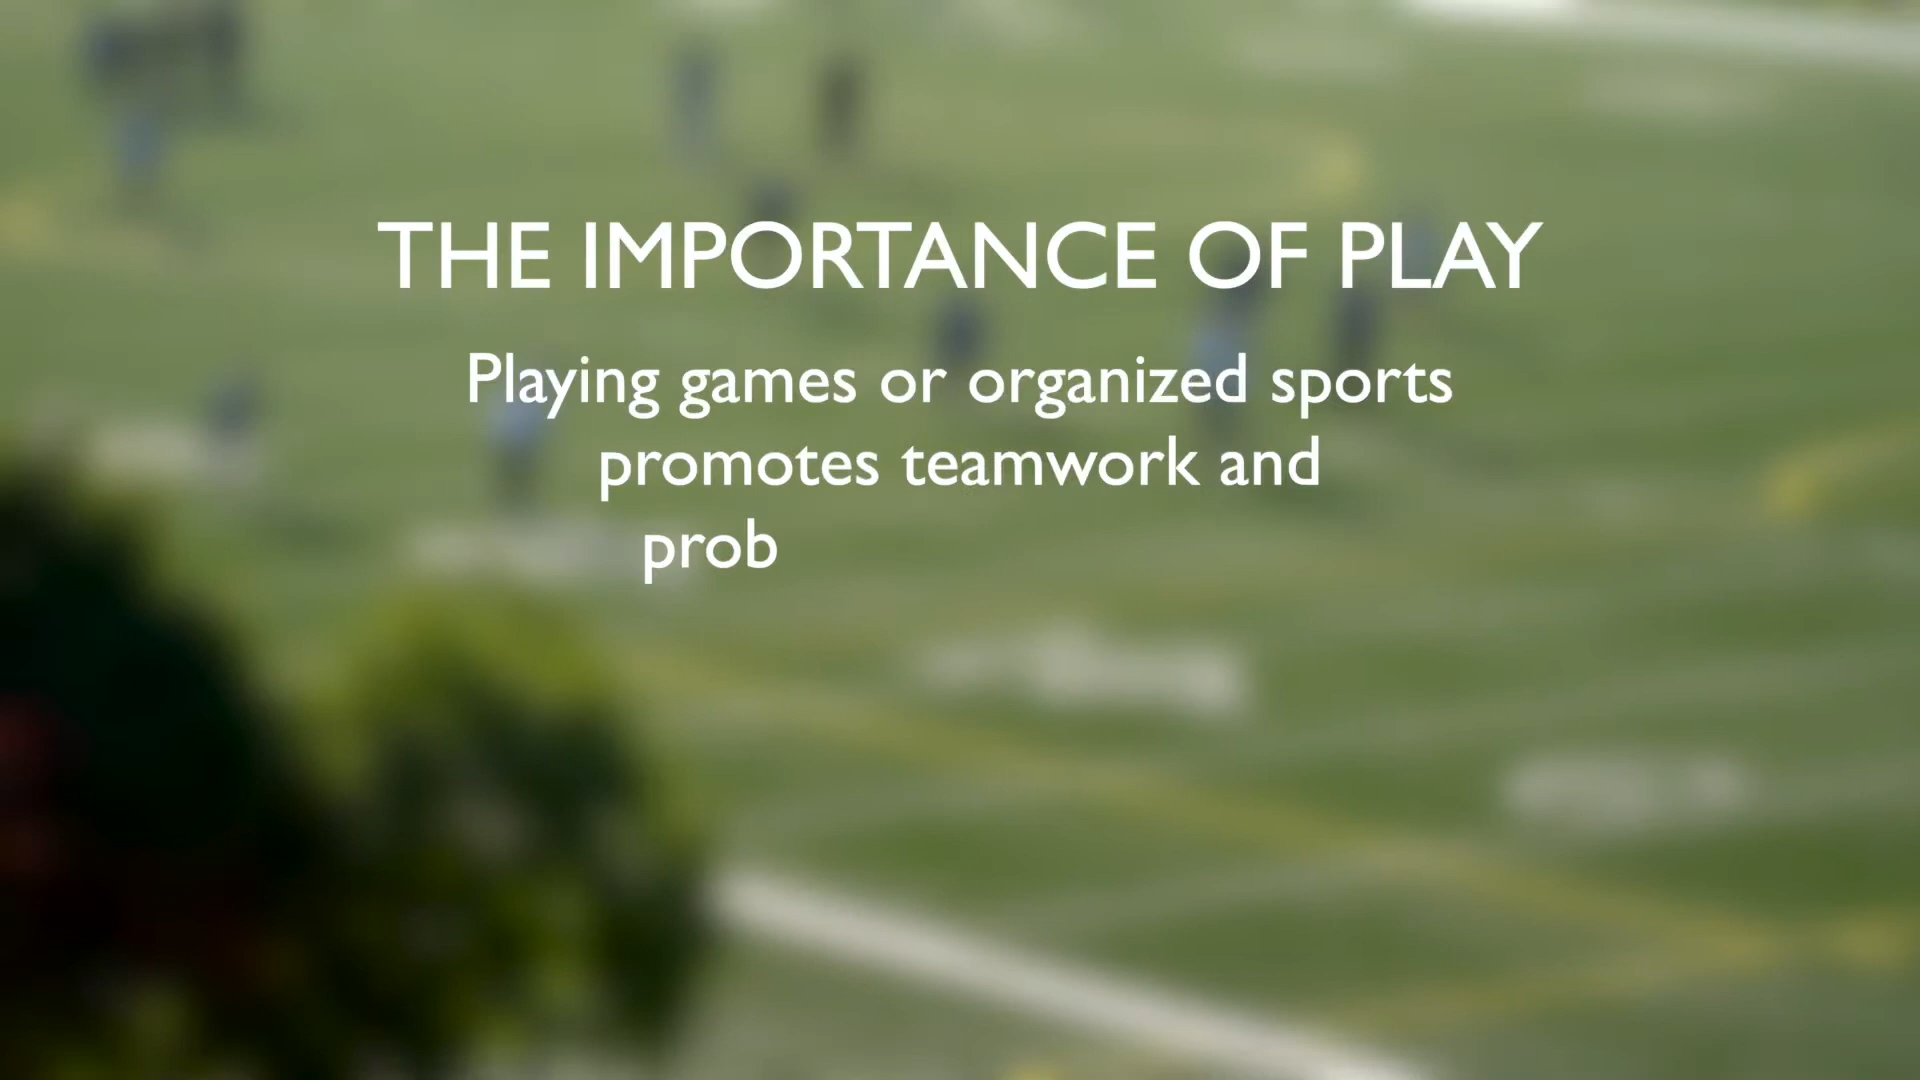 THE IMPORTANCE OF PLAY
Playing games or organized sports
promotes teamwork and
prob